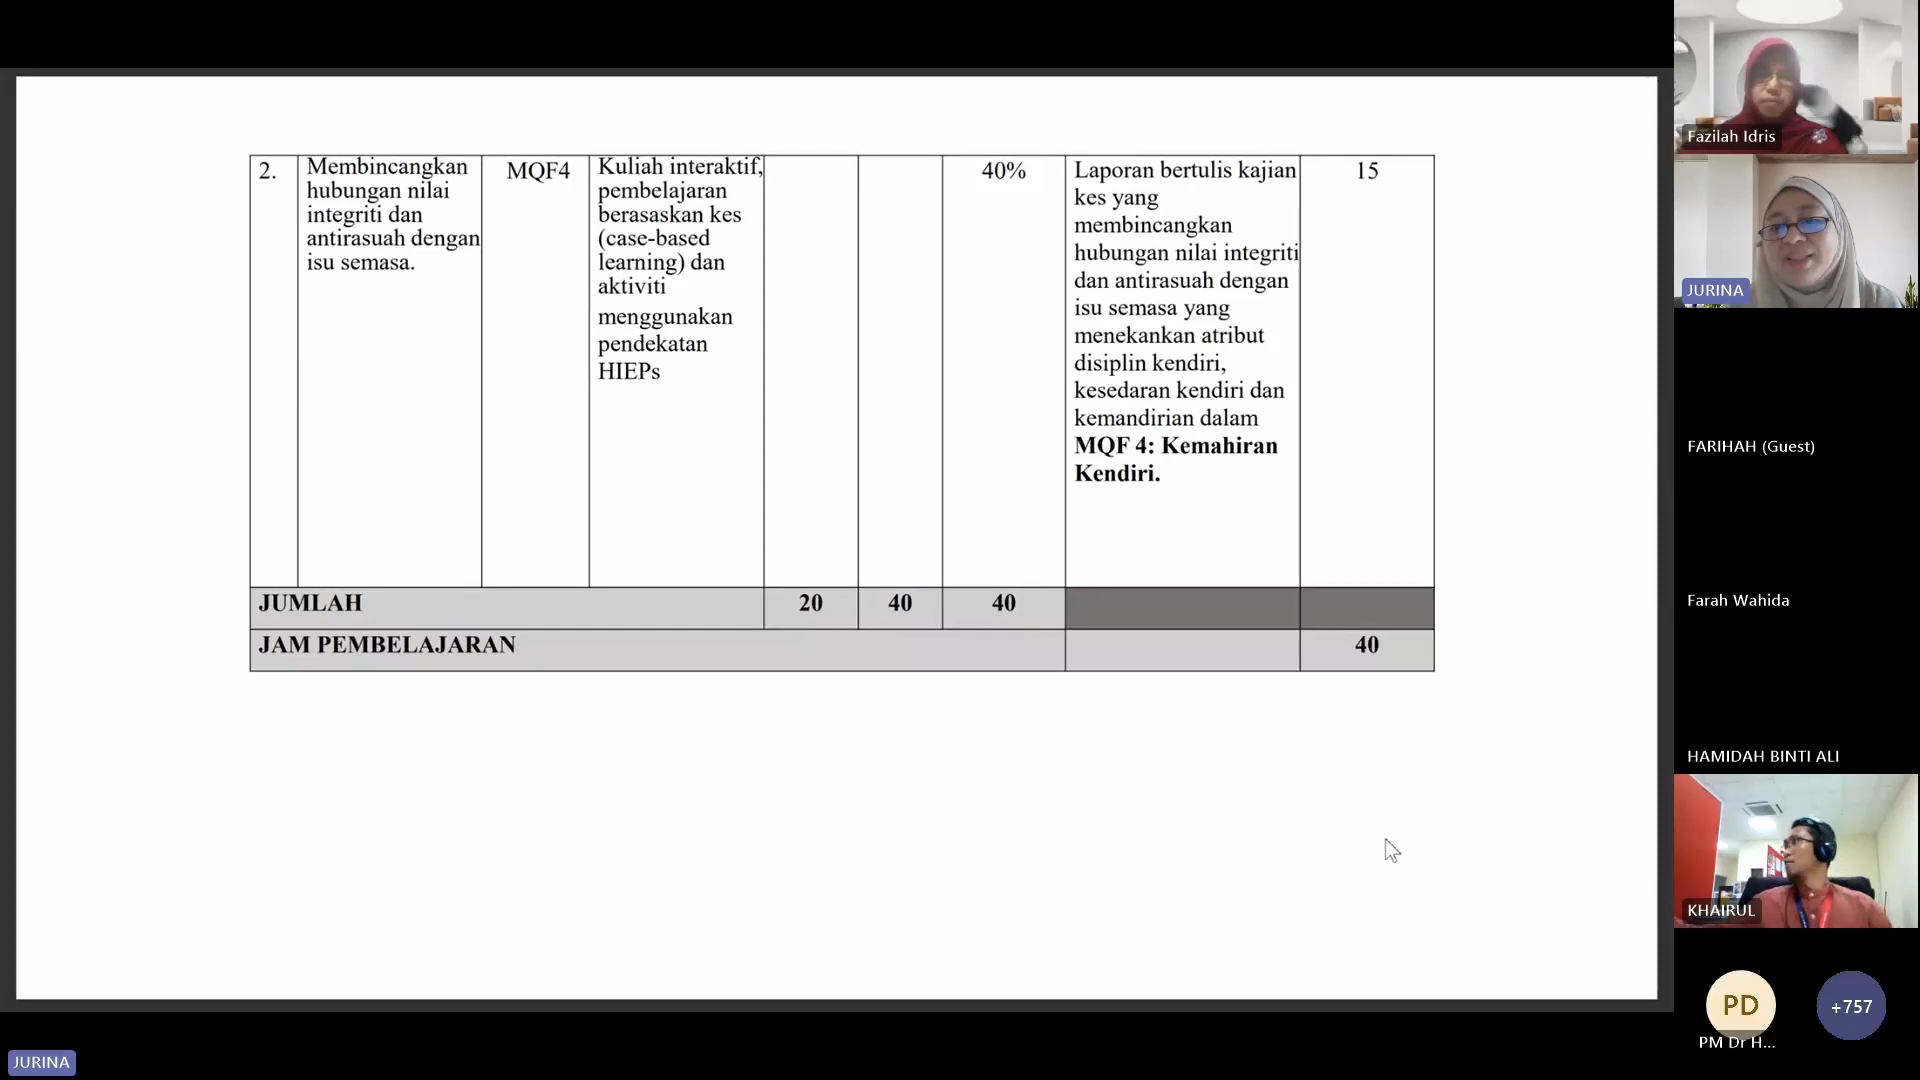 2.
Membincangkan
hubungan nilai
integriti dan
antirasuah dengan
isu semasa.
MQF4
Kuliah interaktif,
pembelajaran
berasaskan kes
(case-based
learning) dan
aktiviti
menggunakan
pendekatan
HIEPs
40%
Laporan bertulis kajian
kes yang
membincangkan
hubungan nilai integriti
dan antirasuah dengan
isu semasa yang
menekankan atribut
disiplin kendiri,
kesedaran kendiri dan
kemandirian dalam
MQF 4: Kemahiran
Kendiri.
15
JUMLAH 20 40 40
JAM PEMBELAJARAN 40
Fazilah Idris
JURINA
FARIHAH (Guest)
Farah Wahida
HAMIDAH BINTI ALI
KHAIRUL
PD
+757
PM Dr H...
JURINA